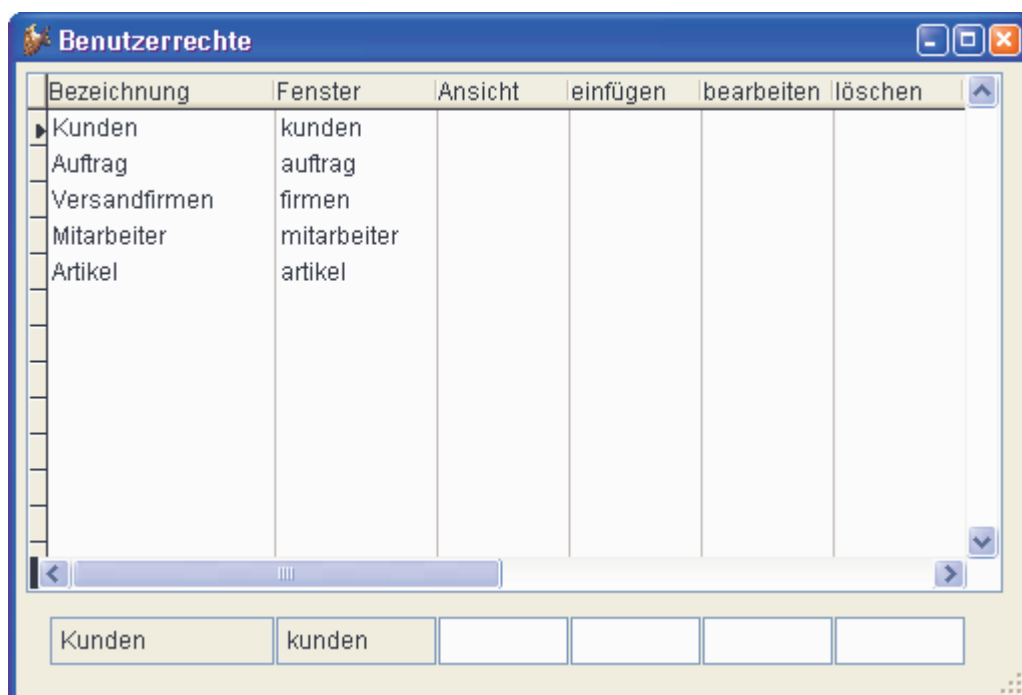 Benutzerrechte
Bezeichnung Fenster Ansicht einfügen bearbeiten löschen
Kunden kunden
Auftrag auftrag
Versandfirmen firmen
Mitarbeiter mitarbeiter
Artikel artikel
Kunden kunden